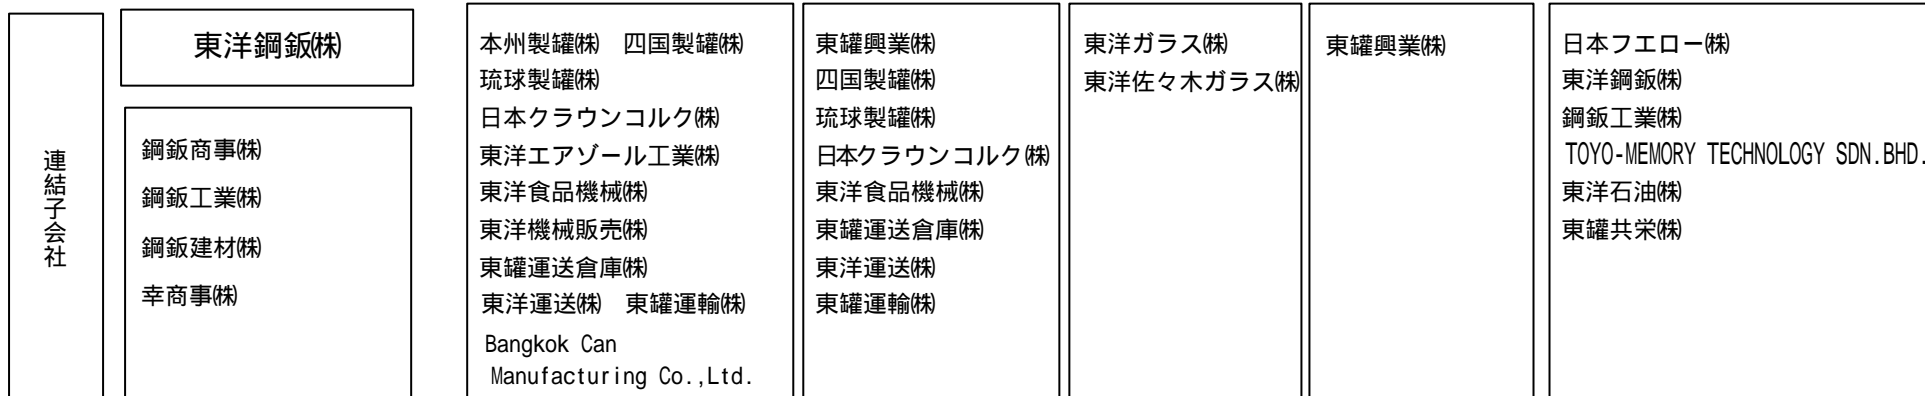 連結子会社
東洋鋼鈑㈱
鋼鈑商事㈱
鋼鈑工業㈱
鋼鈑建材㈱
幸商事㈱
本州製罐㈱　四国製罐㈱
琉球製罐㈱
日本クラウンコルク㈱
東洋エアゾール工業㈱
東洋食品機械㈱
東洋機械販売㈱
東罐運送倉庫㈱
東洋運送㈱　東罐運輸㈱
Bangkok Can
Manufacturing Co.,Ltd.
東罐興業㈱
四国製罐㈱
琉球製罐㈱
日本クラウンコルク㈱
東洋食品機械㈱
東罐運送倉庫㈱
東洋運送㈱
東罐運輸㈱
東洋ガラス㈱
東洋佐々木ガラス㈱
東罐興業㈱
日本フエロー㈱
東洋鋼鈑㈱
鋼鈑工業㈱
TOYO-MEMORY TECHNOLOGY SDN.BHD.
東洋石油㈱
東罐共栄㈱